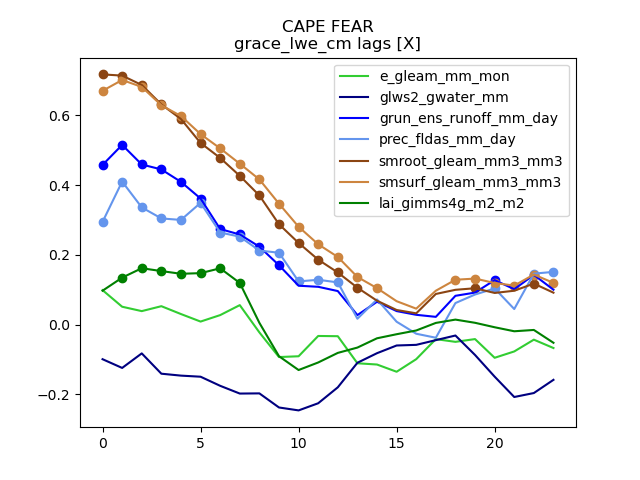 CAPE FEAR
grace_lwe_cm lags [X]
e_gleam_mm_mon
glws2_gwater_mm
grun_ens_runoff_mm_day
prec_fldas_mm_day
smroot_gleam_mm3_mm3
smsurf_gleam_mm3_mm3
lai_gimms4g_m2_m2
0.6
0.4
0.2
0.0
−0.2
0 5 10 15 20